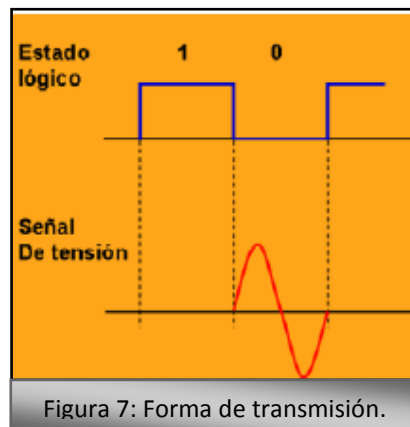 Estado 1 0
lógico
Señal
De tensión
Figura 7: Forma de transmisión.